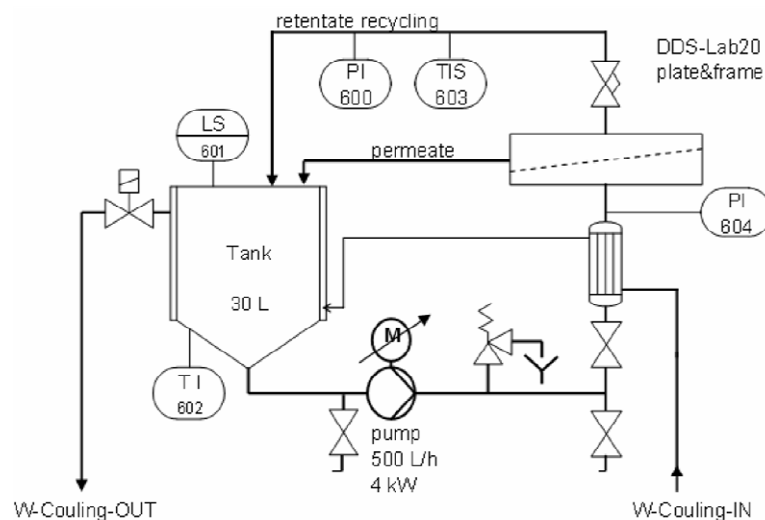 retentate recycling
DDS-Lab20
plate&frame
PI
600
TIS
603
LS
601
permeate
PI
604
Tank
30 L
M
T I
602
pump
500 L/h
4 kW
W-Couling-OUT
W-Couling-IN